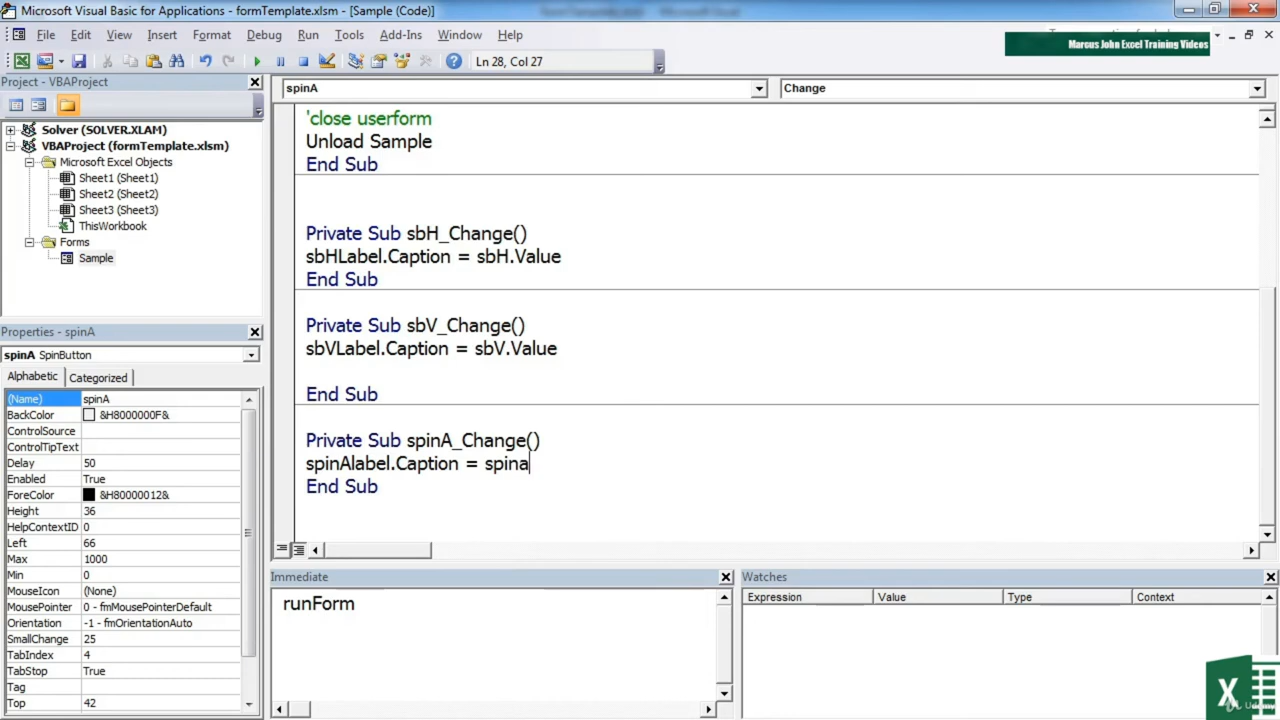 Microsoft Visual Basic for Applications - formTemplate.xlsm - [Sample (Code)]
File Edit View Insert Format Debug Run Tools Add-Ins Window Help
Marcus John Excel Training Videos
Ln 28, Col 27
Project - VBAProject
spinA
Change
Solver (SOLVER.XLAM)
VBAProject (formTemplate.xlsm)
Microsoft Excel Objects
Sheet1 (Sheet1)
Sheet2 (Sheet2)
Sheet3 (Sheet3)
ThisWorkbook
Forms
Sample
'close userform
Unload Sample
End Sub
Private Sub sbH_Change()
sbHLabel.Caption = sbH.Value
End Sub
Private Sub sbV_Change()
sbVLabel.Caption = sbV.Value
End Sub
Private Sub spinA_Change()
spinAlabel.Caption = spina
End Sub
Properties - spinA
spinA SpinButton
Alphabetic Categorized
(Name) spinA
BackColor &H8000000F&
ControlSource
ControlTipText
Delay 50
Enabled True
ForeColor &H80000012&
Height 36
HelpContextID 0
Left 66
Max 1000
Min 0
MouseIcon (None)
MousePointer 0 - fmMousePointerDefault
Orientation -1 - fmOrientationAuto
SmallChange 25
TabIndex 4
TabStop True
Tag
Top 42
Immediate
runForm
Watches
Expression Value Type Context
X
Udemy